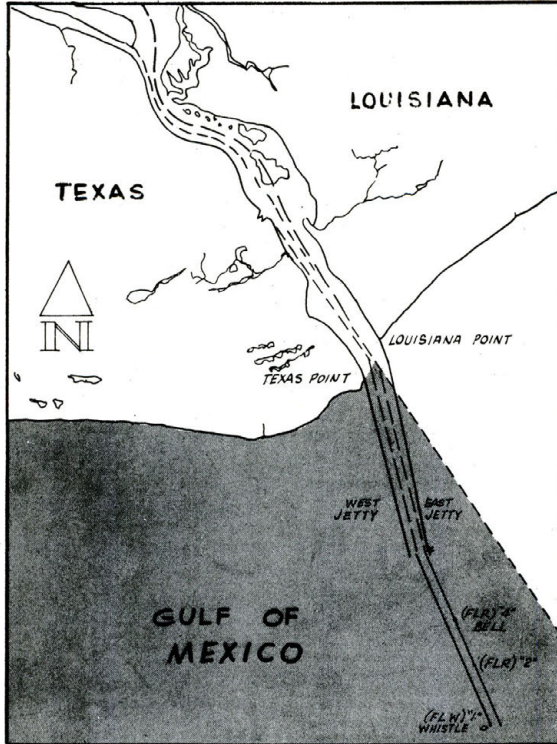 LOUISIANA
TEXAS
N
LOUISIANA POINT
TEXAS POINT
WEST
JETTY
EAST
JETTY
(FLR) "4"
BELL
(FLR) "2"
GULF OF
MEXICO
(FLW) "1"
WHISTLE